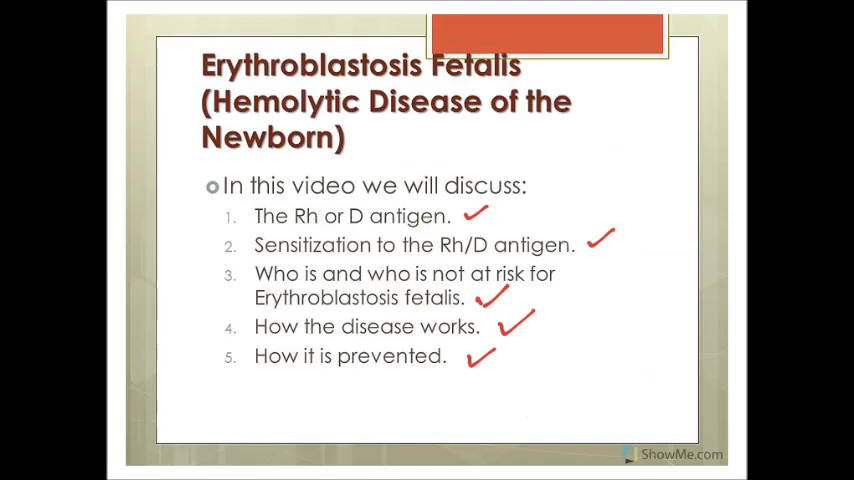 Erythroblastosis Fetalis
(Hemolytic Disease of the
Newborn)
In this video we will discuss:
1. The Rh or D antigen.
2. Sensitization to the Rh/D antigen.
3. Who is and who is not at risk for
Erythroblastosis fetalis.
4. How the disease works.
5. How it is prevented.
ShowMe.com